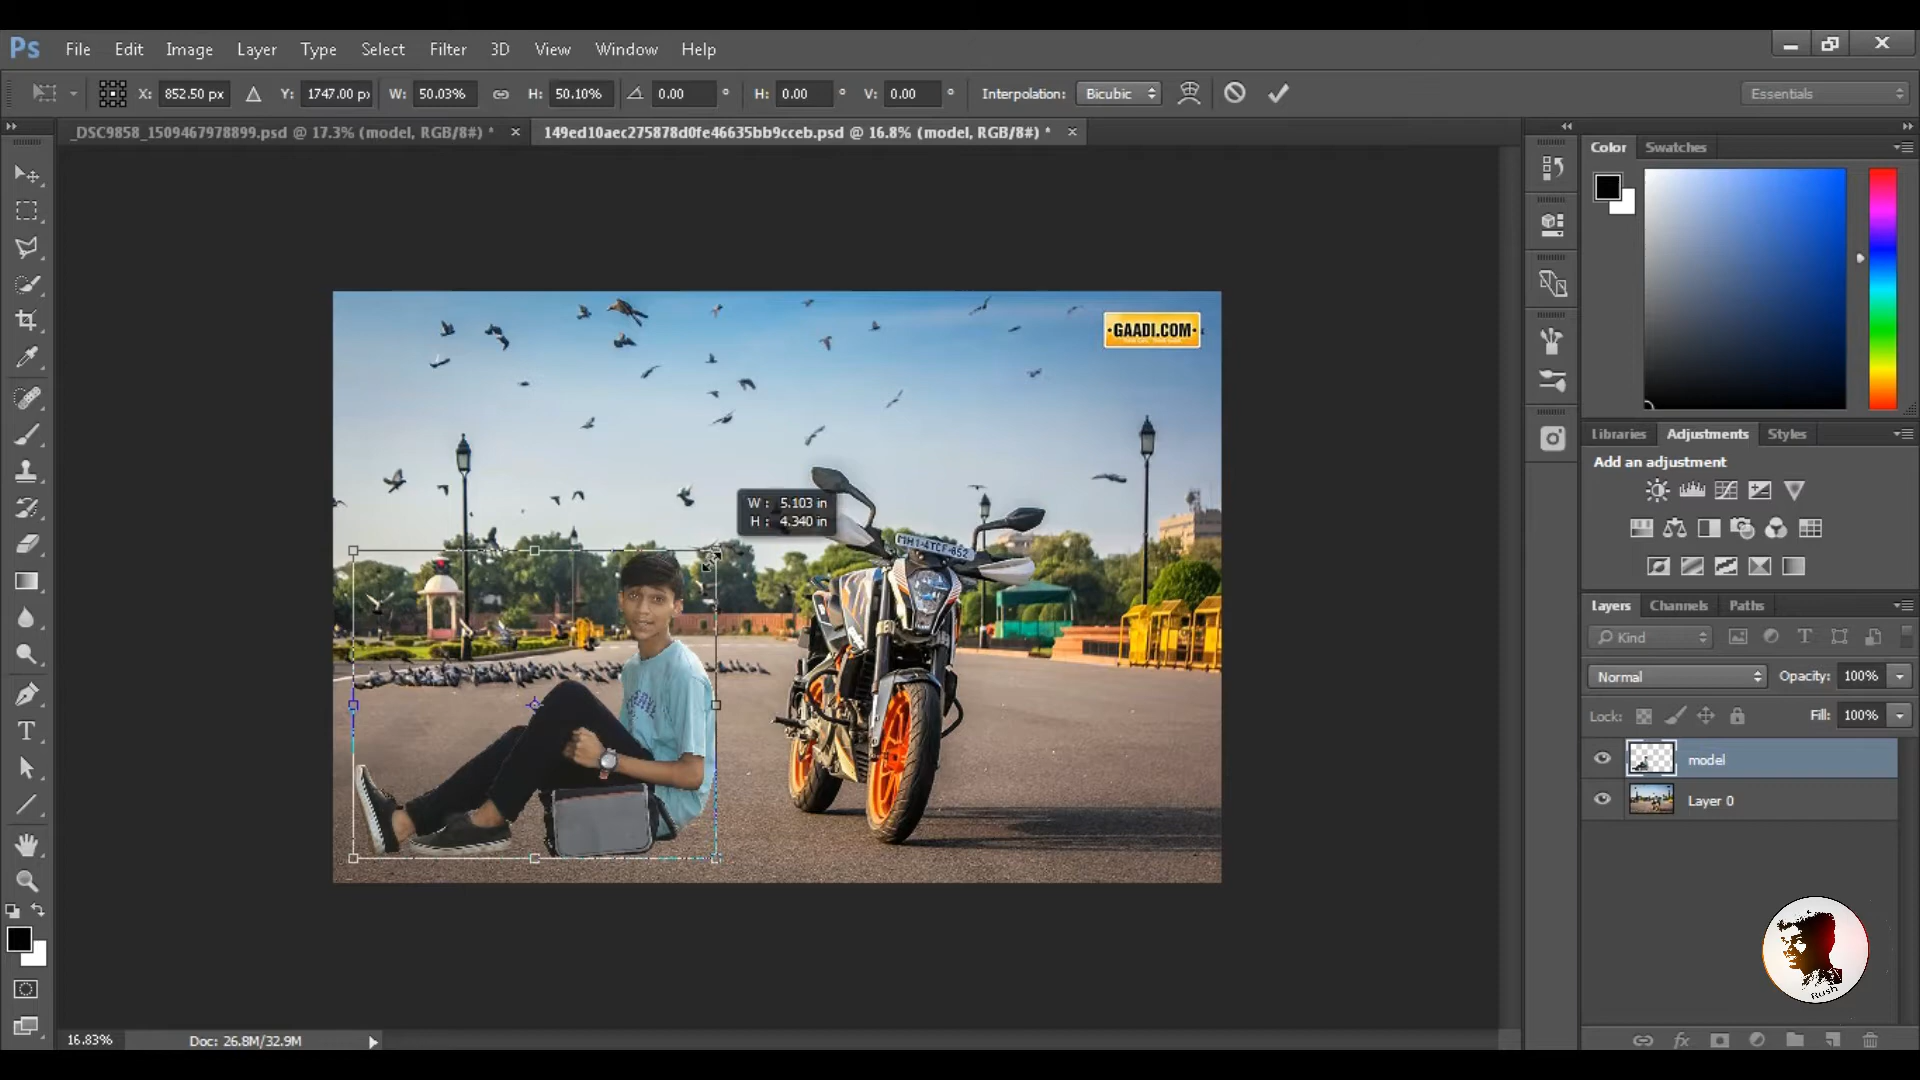 Ps File Edit Image Layer Type Select Filter 3D View Window Help
X: 852.50 px Y: 1747.00 px W: 50.03% H: 50.10% 0.00 ° H: 0.00 ° V: 0.00 ° Interpolation: Bicubic Essentials
_DSC9858_1509467978899.psd @ 17.3% (model, RGB/8#) * 149ed10aec275878d0fe46635bb9cceb.psd @ 16.8% (model, RGB/8#) *
Color Swatches
GAADI.COM
Libraries Adjustments Styles
Add an adjustment
W : 5.103 in
H : 4.340 in
Layers Channels Paths
Kind
Normal Opacity: 100%
Lock: Fill: 100%
model
Layer 0
Rush
16.83% Doc: 26.8M/32.9M